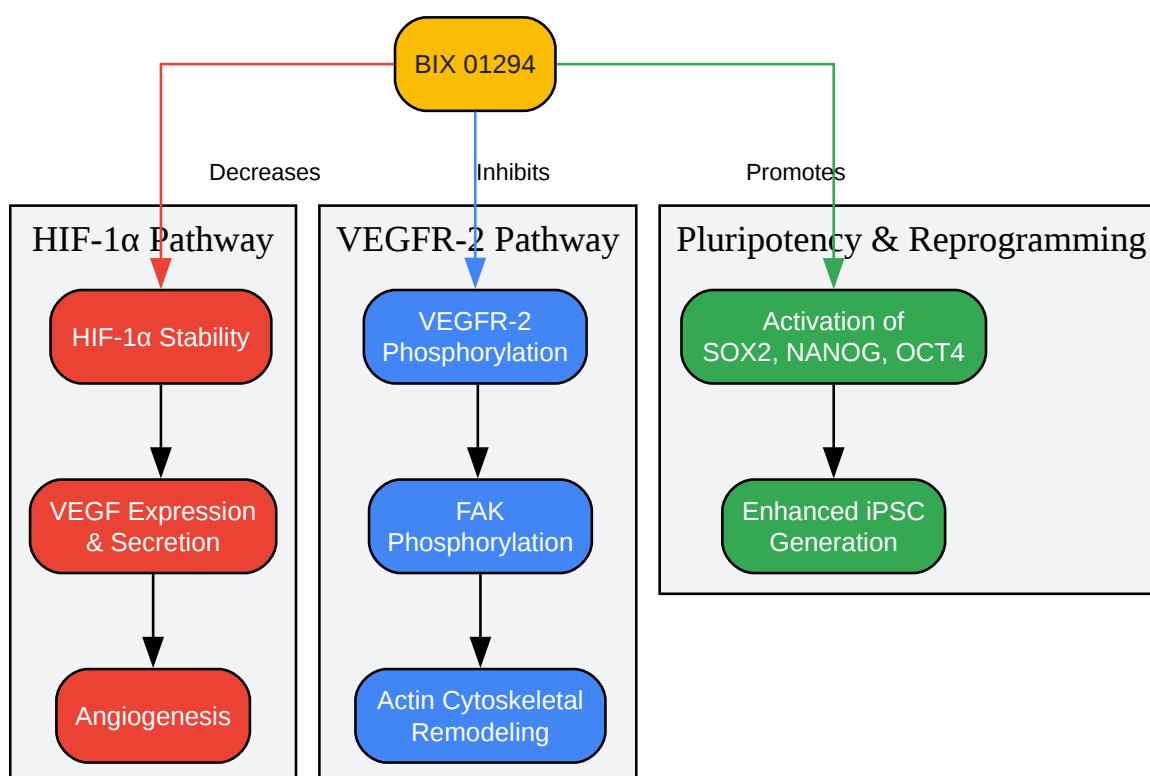 BIX 01294
Decreases
Inhibits
Promotes
HIF-1α Pathway
VEGFR-2 Pathway
Pluripotency & Reprogramming
HIF-1α Stability
VEGFR-2
Phosphorylation
Activation of
SOX2, NANOG, OCT4
VEGF Expression
& Secretion
FAK
Phosphorylation
Enhanced iPSC
Generation
Angiogenesis
Actin Cytoskeletal
Remodeling